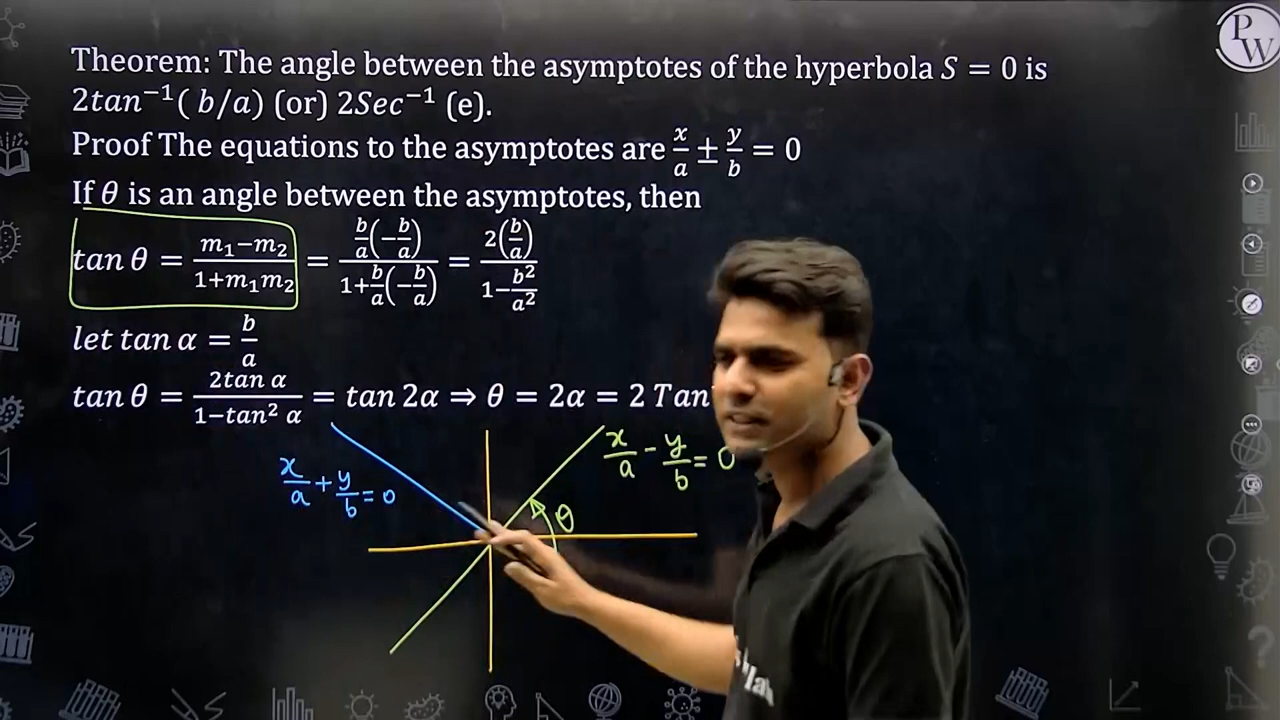 Theorem: The angle between the asymptotes of the hyperbola S = 0 is
2tan⁻¹( b/a) (or) 2Sec⁻¹ (e).
Proof The equations to the asymptotes are x/a ± y/b = 0
If θ is an angle between the asymptotes, then
tan θ = (m₁−m₂)/(1+m₁m₂) = (b/a(−b/a))/(1+b/a(−b/a)) = (2(b/a))/(1−b²/a²)
let tan α = b/a
tan θ = (2tan α)/(1−tan² α) = tan 2α ⇒ θ = 2α = 2 Tan
x/a + y/b = 0
x/a − y/b = 0
θ
PW